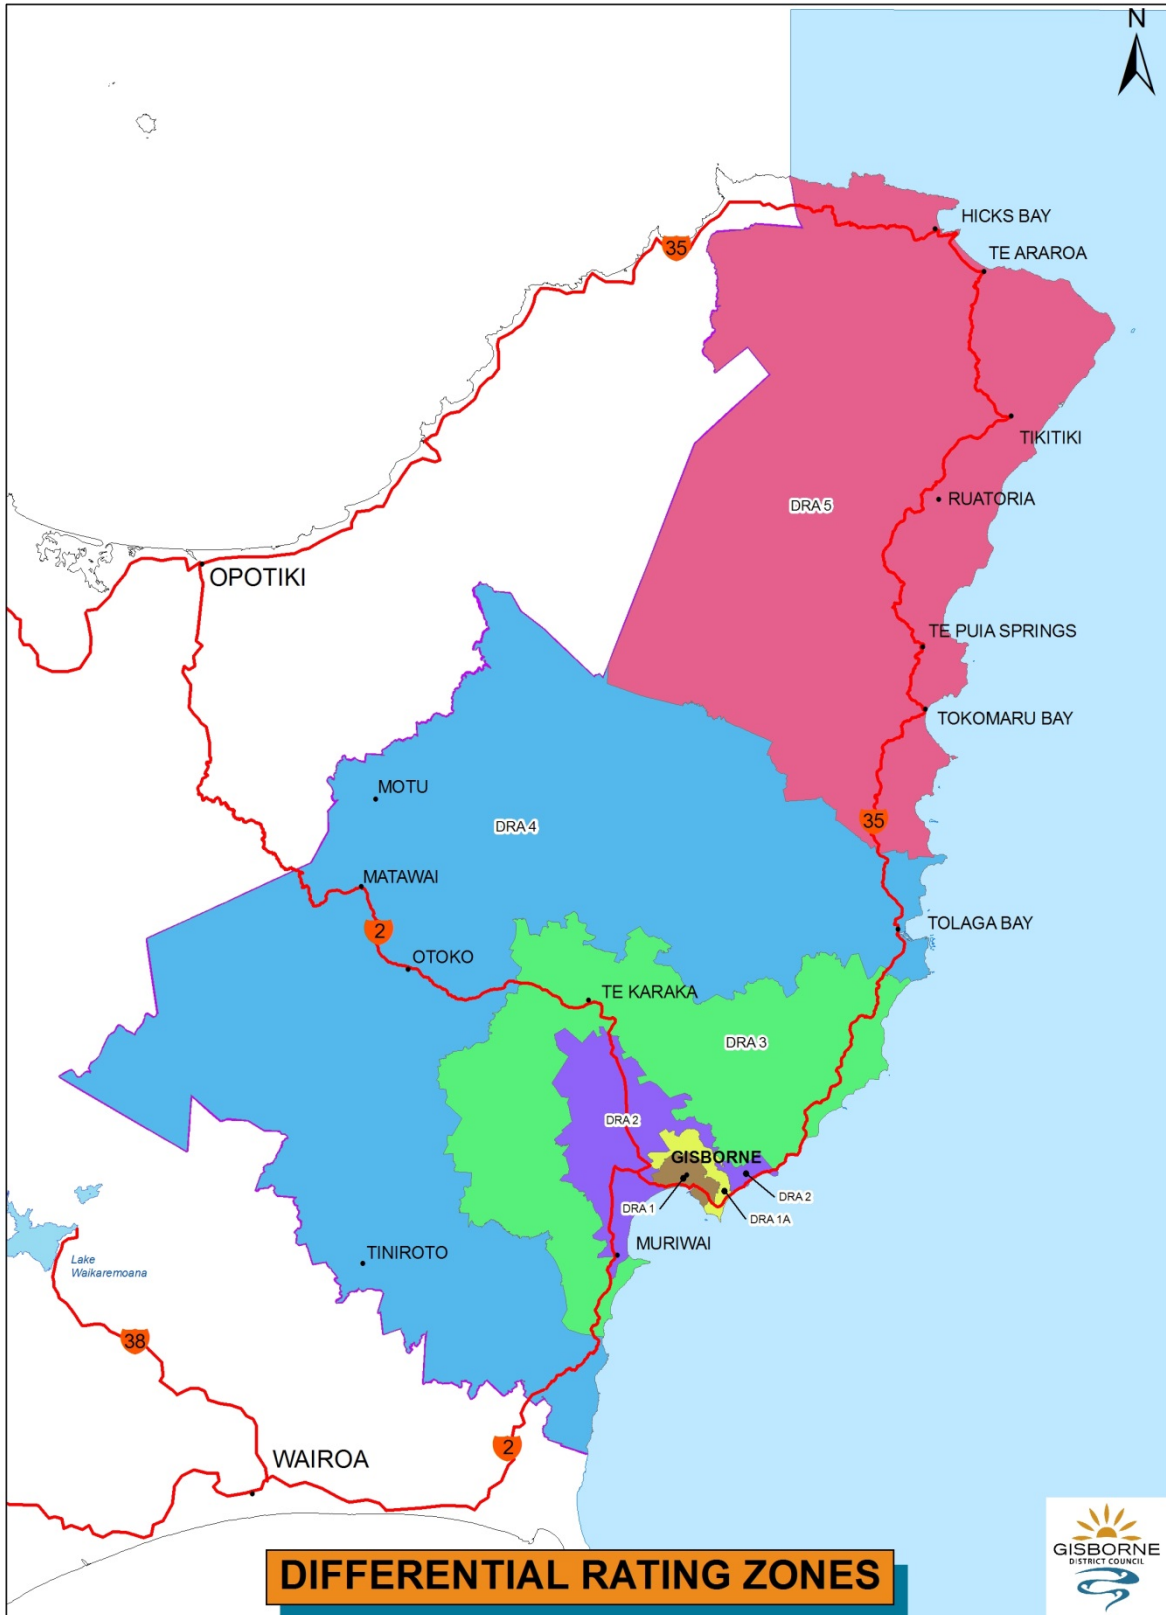 N
HICKS BAY
35
TE ARAROA
TIKITIKI
DRA 5
RUATORIA
OPOTIKI
TE PUIA SPRINGS
TOKOMARU BAY
MOTU
35
DRA 4
MATAWAI
2
TOLAGA BAY
OTOKO
TE KARAKA
DRA 3
DRA 2
GISBORNE
DRA 2
DRA 1
DRA 1A
MURIWAI
TINIROTO
Lake
Waikaremoana
38
2
WAIROA
DIFFERENTIAL RATING ZONES
GISBORNE
DISTRICT COUNCIL